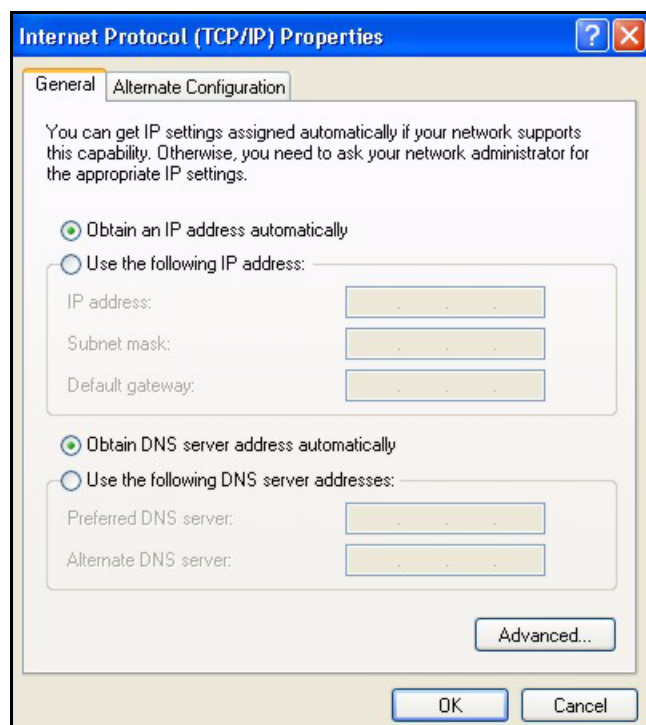 Internet Protocol (TCP/IP) Properties
General
Alternate Configuration
You can get IP settings assigned automatically if your network supports
this capability. Otherwise, you need to ask your network administrator for
the appropriate IP settings.
Obtain an IP address automatically
Use the following IP address:
IP address:
Subnet mask:
Default gateway:
Obtain DNS server address automatically
Use the following DNS server addresses:
Preferred DNS server:
Alternate DNS server:
Advanced...
OK
Cancel